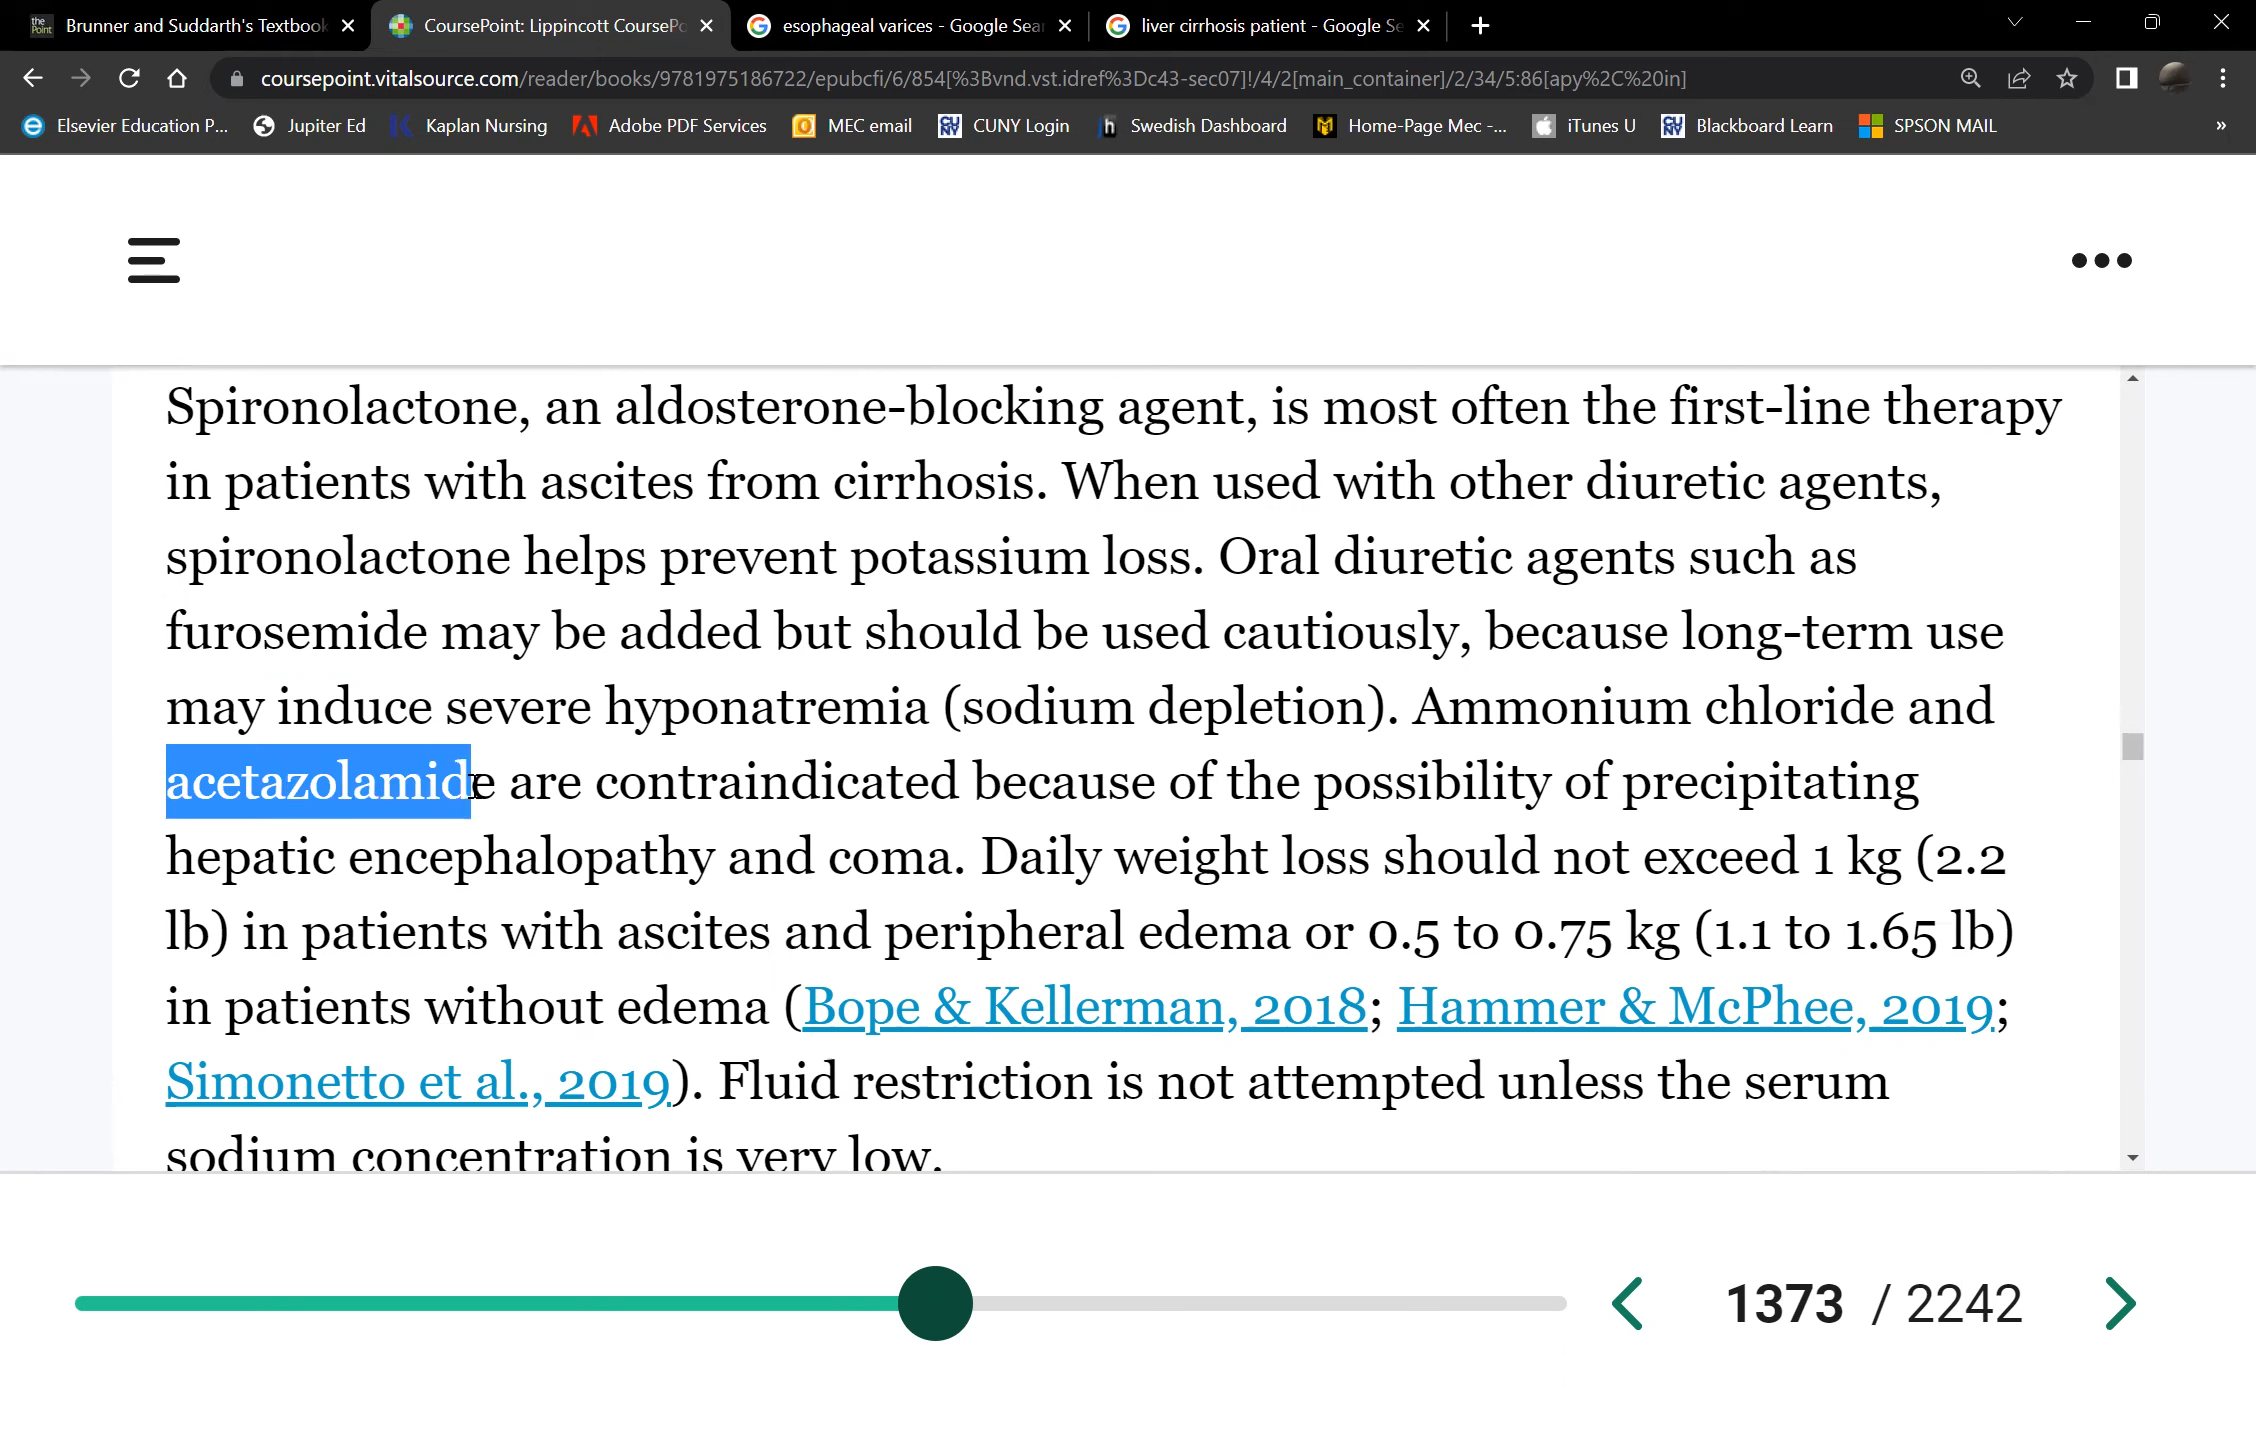 the Point
Brunner and Suddarth's Textbook
CoursePoint: Lippincott CoursePo
esophageal varices - Google Sear
liver cirrhosis patient - Google Se
coursepoint.vitalsource.com/reader/books/9781975186722/epubcfi/6/854[%3Bvnd.vst.idref%3Dc43-sec07]!/4/2[main_container]/2/34/5:86[apy%2C%20in]
Elsevier Education P...
Jupiter Ed
Kaplan Nursing
Adobe PDF Services
MEC email
CUNY Login
Swedish Dashboard
Home-Page Mec -...
iTunes U
Blackboard Learn
SPSON MAIL
»
Spironolactone, an aldosterone-blocking agent, is most often the first-line therapy
in patients with ascites from cirrhosis. When used with other diuretic agents,
spironolactone helps prevent potassium loss. Oral diuretic agents such as
furosemide may be added but should be used cautiously, because long-term use
may induce severe hyponatremia (sodium depletion). Ammonium chloride and
acetazolamide are contraindicated because of the possibility of precipitating
hepatic encephalopathy and coma. Daily weight loss should not exceed 1 kg (2.2
lb) in patients with ascites and peripheral edema or 0.5 to 0.75 kg (1.1 to 1.65 lb)
in patients without edema (Bope & Kellerman, 2018; Hammer & McPhee, 2019;
Simonetto et al., 2019). Fluid restriction is not attempted unless the serum
sodium concentration is very low.
1373 / 2242